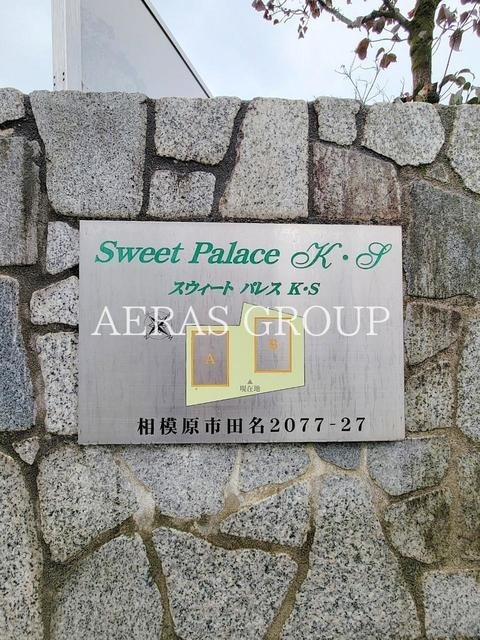 Sweet Palace K・S
スウィート パレス K・S
AERAS GROUP
A
B
▲
現在地
相模原市田名2077-27